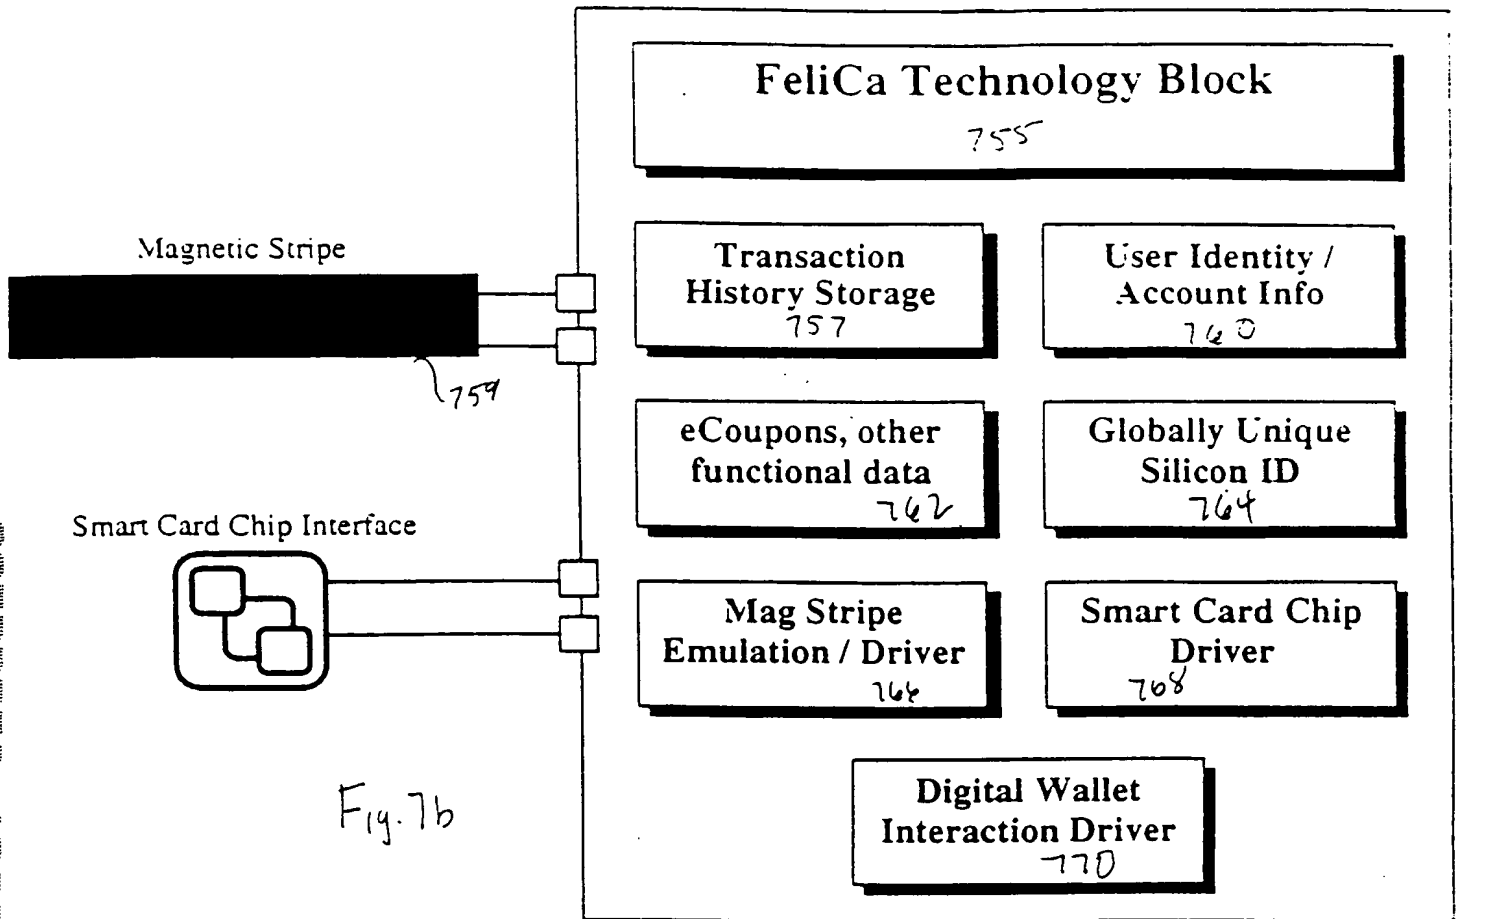 FeliCa Technology Block
755
Magnetic Stripe
759
Transaction
History Storage
757
User Identity /
Account Info
760
eCoupons, other
functional data
762
Globally Unique
Silicon ID
764
Smart Card Chip Interface
Mag Stripe
Emulation / Driver
766
Smart Card Chip
Driver
768
Digital Wallet
Interaction Driver
770
Fig. 7b